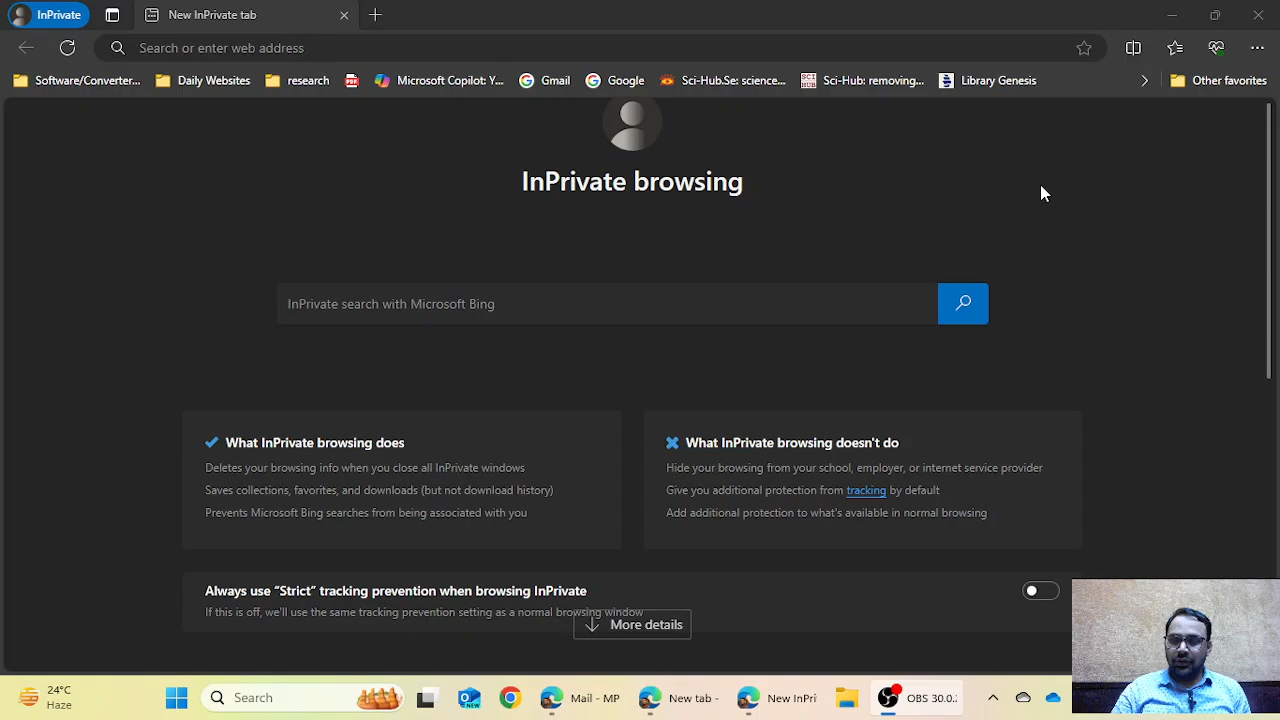 InPrivate
New InPrivate tab
Search or enter web address
Software/Converter...
Daily Websites
research
PDF
Microsoft Copilot: Y...
Gmail
Google
Sci-Hub.Se: science...
SCI HUB
Sci-Hub: removing...
Library Genesis
Other favorites
InPrivate browsing
InPrivate search with Microsoft Bing
What InPrivate browsing does
Deletes your browsing info when you close all InPrivate windows
Saves collections, favorites, and downloads (but not download history)
Prevents Microsoft Bing searches from being associated with you
What InPrivate browsing doesn't do
Hide your browsing from your school, employer, or internet service provider
Give you additional protection from tracking by default
Add additional protection to what's available in normal browsing
Always use “Strict” tracking prevention when browsing InPrivate
If this is off, we'll use the same tracking prevention setting as a normal browsing window
More details
24°C
Haze
Search
NEW
Mail - MP
New tab -
New InPri
OBS 30.0.2